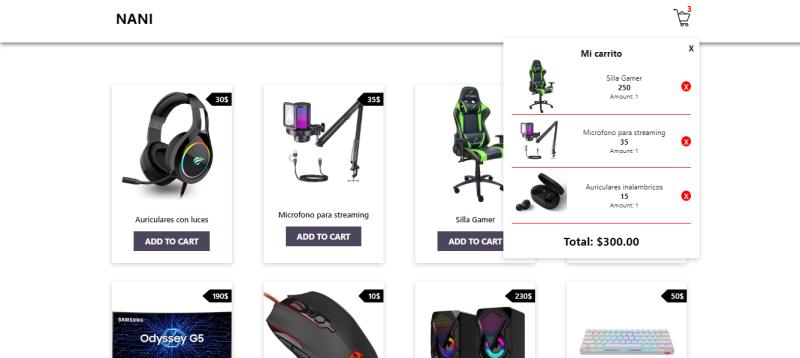 NANI
3
Mi carrito
X
Silla Gamer
250
Amount: 1
X
Microfono para streaming
35
Amount: 1
X
Auriculares inalambricos
15
Amount: 1
X
Total: $300.00
30$
Auriculares con luces
ADD TO CART
35$
Microfono para streaming
ADD TO CART
Silla Gamer
ADD TO CART
190$
SAMSUNG
Odyssey G5
10$
230$
50$